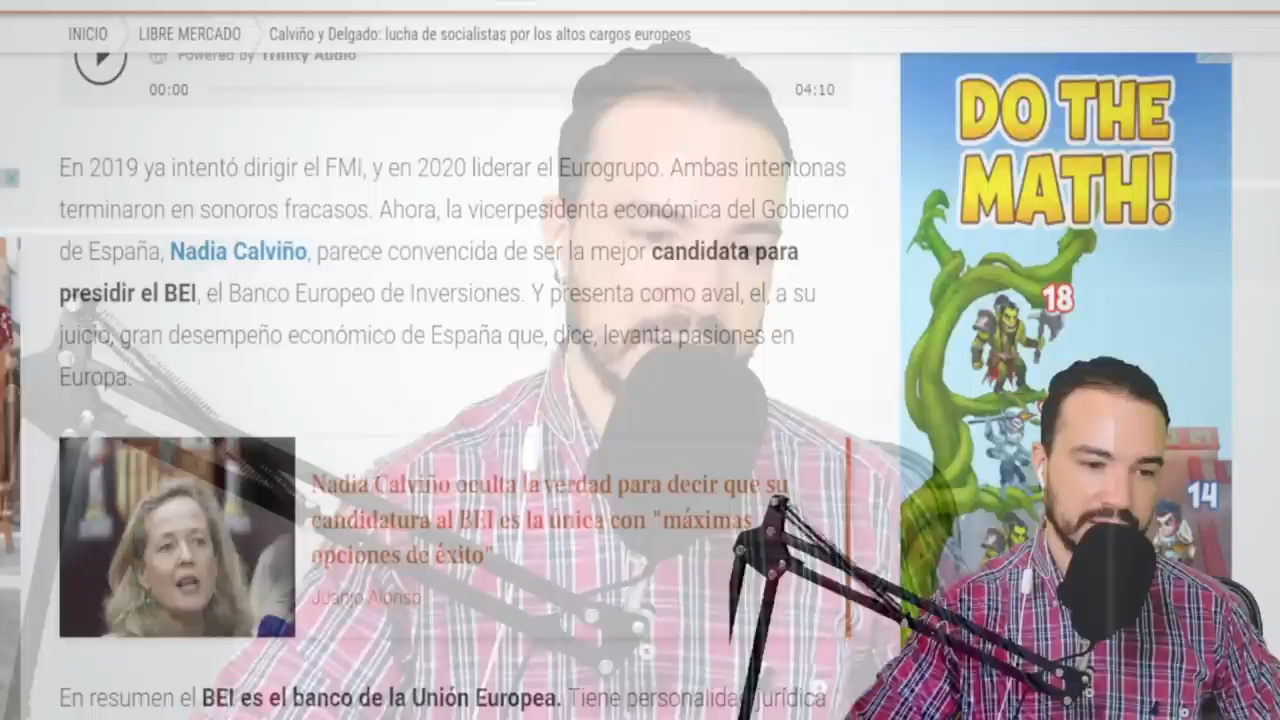 INICIO LIBRE MERCADO Calviño y Delgado: lucha de socialistas por los altos cargos europeos
Powered by Trinity Audio
00:00 04:10
En 2019 ya intentó dirigir el FMI, y en 2020 liderar el Eurogrupo. Ambas intentonas
terminaron en sonoros fracasos. Ahora, la vicerpesidenta económica del Gobierno
de España, Nadia Calviño, parece convencida de ser la mejor candidata para
presidir el BEI, el Banco Europeo de Inversiones. Y presenta como aval, el, a su
juicio, gran desempeño económico de España que, dice, levanta pasiones en
Europa.
Nadia Calviño oculta la verdad para decir que su
candidatura al BEI es la única con "máximas
opciones de éxito"
Juanjo Alonso
En resumen el BEI es el banco de la Unión Europea. Tiene personalidad jurídica
DO THE
MATH!
18
14